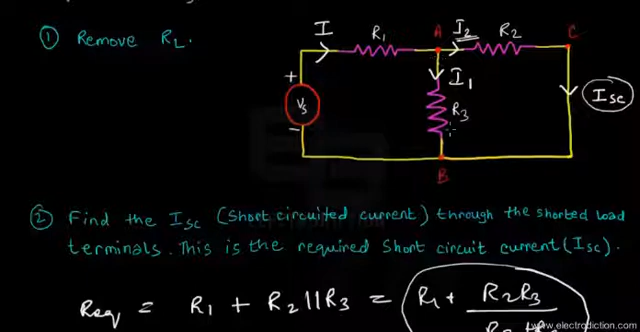 ① Remove RL.
I
R1
A
I2
R2
C
+
Vs
−
I1
R3
Isc
B
② Find the Isc (Short circuited current) through the shorted load
terminals. This is the required Short circuit current (Isc).
Req = R1 + R2 || R3 = R1 + R2R3
www.electrodiction.com